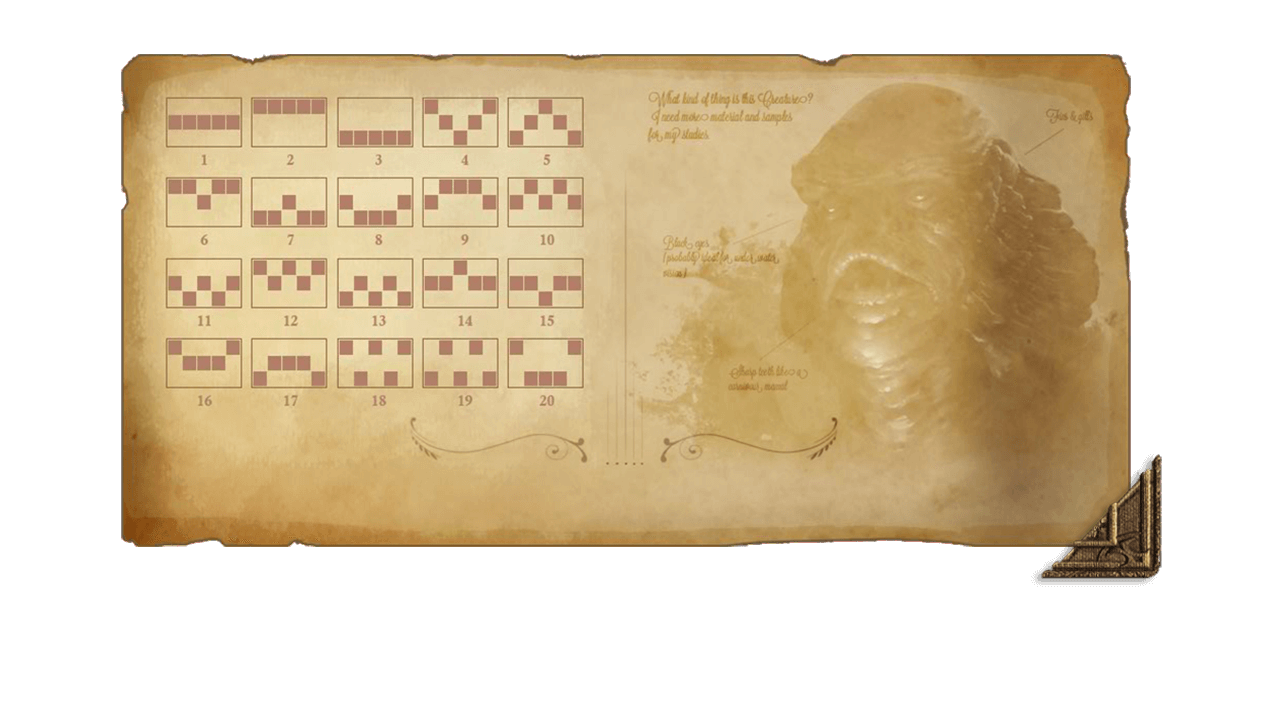 1 2 3 4 5
6 7 8 9 10
11 12 13 14 15
16 17 18 19 20
What kind of thing is this Creature?
I need more material and samples
for my studies
Fins & gills
Black eyes
(probably ideal for under water
vision)
Sharp teeth like a
carnivour animal